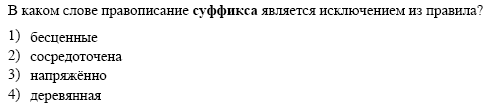 В каком слове правописание суффикса является исключением из правила?
1) бесценные
2) сосредоточена
3) напряжённо
4) деревянная